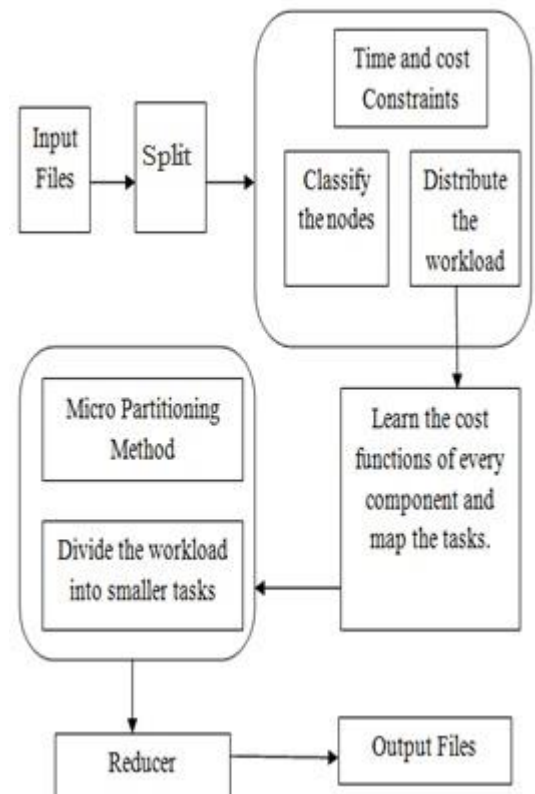 Time and cost
Constraints
Input
Files
Split
Classify
the nodes
Distribute
the
workload
Micro Partitioning
Method
Divide the workload
into smaller tasks
Learn the cost
functions of every
component and
map the tasks.
Reducer
Output Files